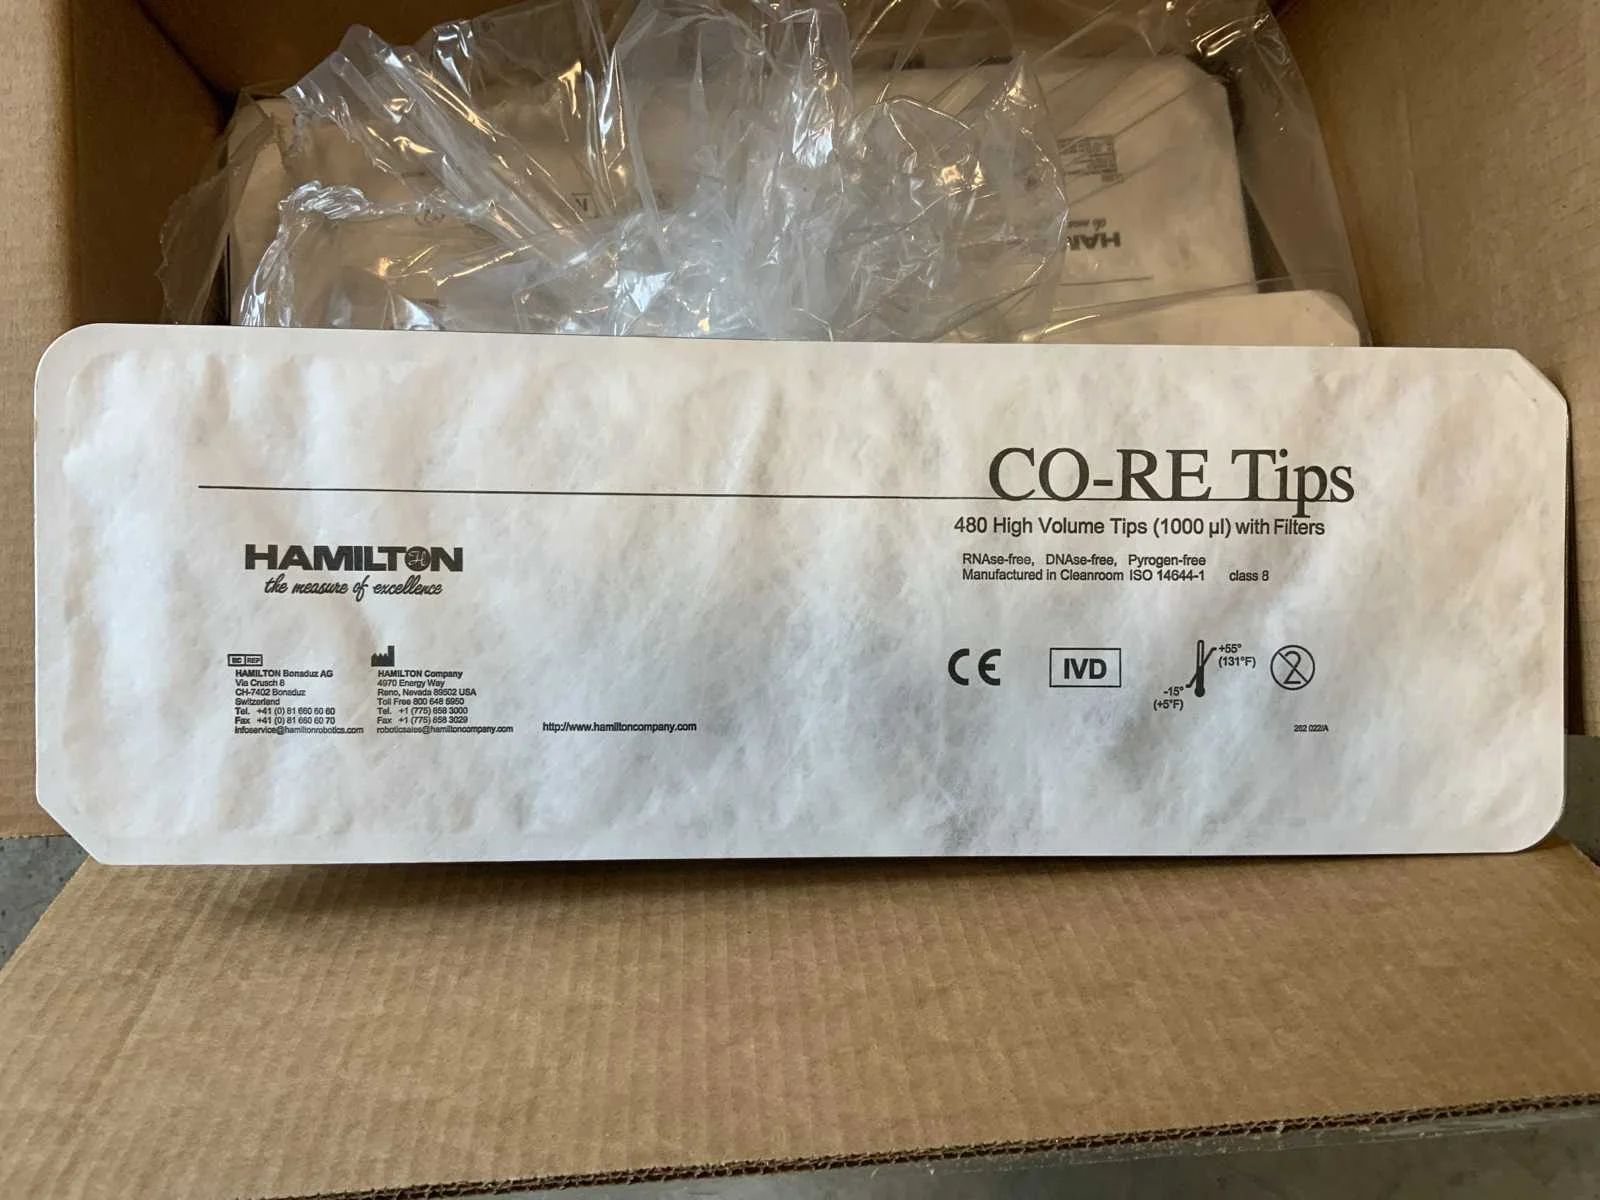 HAM
CO-RE Tips
480 High Volume Tips (1000 µl) with Filters
RNAse-free, DNAse-free, Pyrogen-free
Manufactured in Cleanroom ISO 14644-1 class 8
HAMILTON
the measure of excellence
EC REP
HAMILTON Bonaduz AG
Via Crusch 8
CH-7402 Bonaduz
Switzerland
Tel. +41 (0) 81 660 60 60
Fax +41 (0) 81 660 60 70
infoservice@hamiltonrobotics.com
HAMILTON Company
4970 Energy Way
Reno, Nevada 89502 USA
Toll Free 800 648 5950
Tel. +1 (775) 858 3000
Fax +1 (775) 858 3029
roboticsales@hamiltoncompany.com
http://www.hamiltoncompany.com
CE
IVD
+55°
(131°F)
-15°
(+5°F)
2
282 022/A